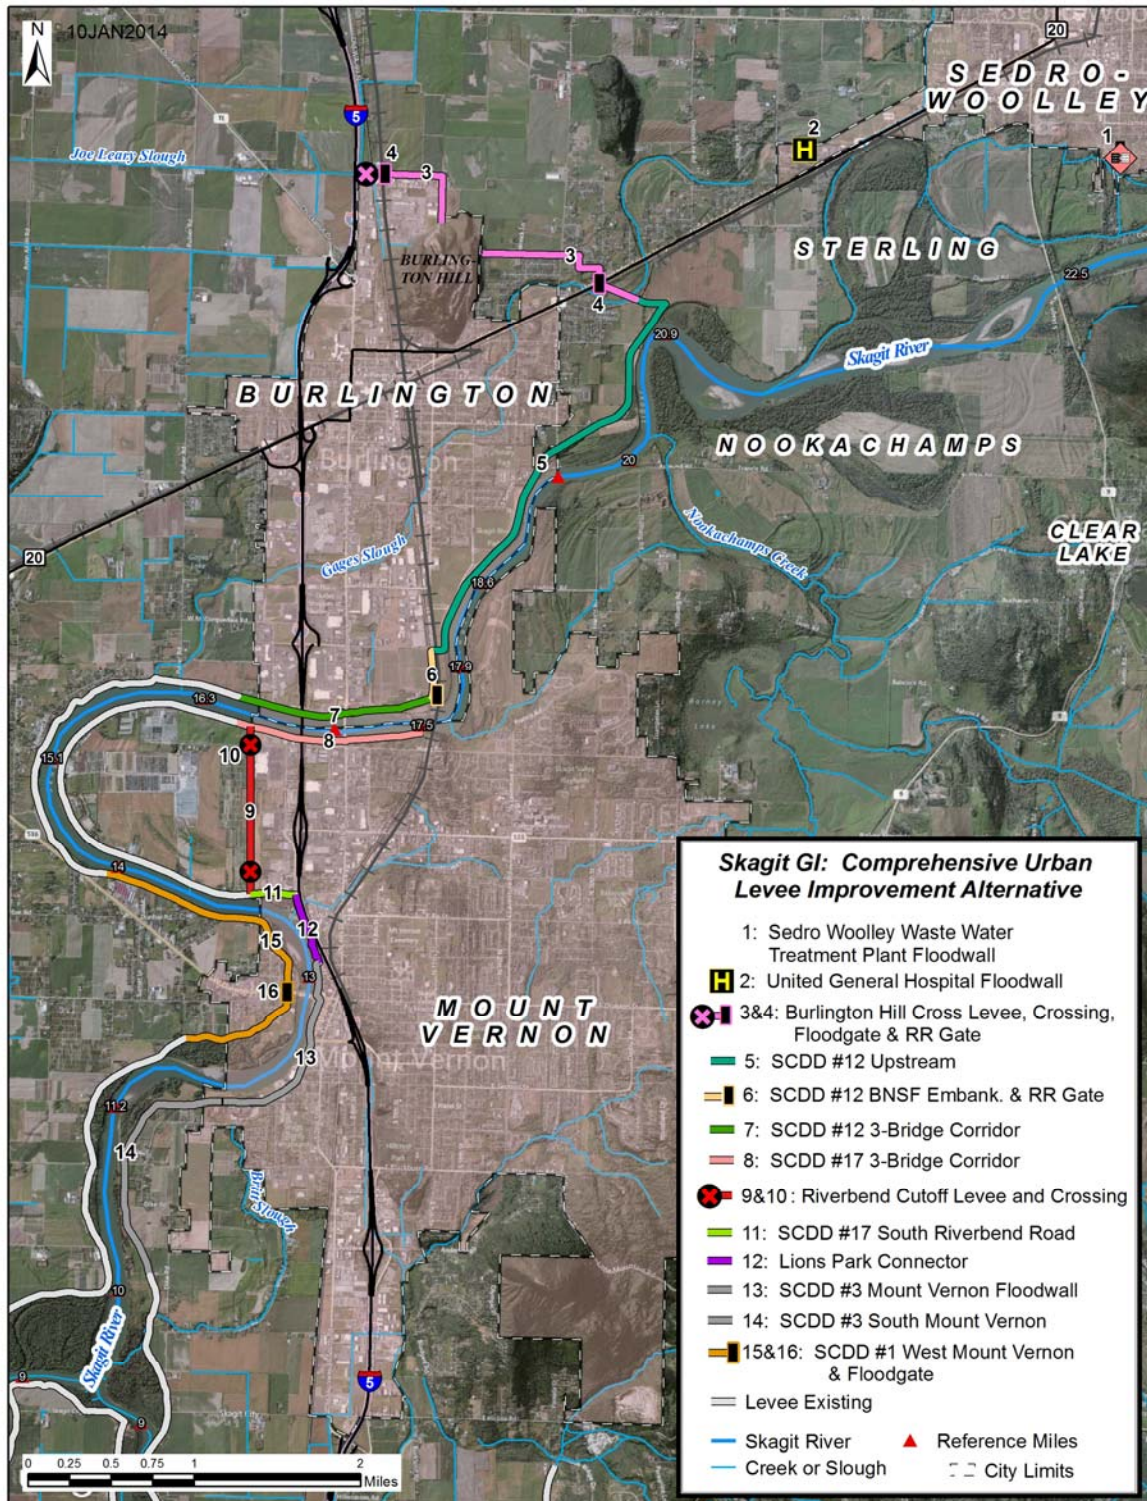 N
10JAN2014
20
SEDRO-
WOOLLEY
5
2
H
1
Joe Leary Slough
4
3
STERLING
BURLING-
TON HILL
3
4
22.5
20.9
Skagit River
BURLINGTON
Burlington
NOOKACHAMPS
5
20
Nookachamps Creek
CLEAR
LAKE
20
Gages Slough
18.6
17.9
6
16.3
7
17.5
8
10
15.1
9
14
11
12
15
13
16
MOUNT
VERNON
Mount Vernon
13
11.2
14
Britt Slough
10
Skagit River
5
9
9
0 0.25 0.5 0.75 1 2
Miles
Skagit GI: Comprehensive Urban
Levee Improvement Alternative
1: Sedro Woolley Waste Water
Treatment Plant Floodwall
H 2: United General Hospital Floodwall
3&4: Burlington Hill Cross Levee, Crossing,
Floodgate & RR Gate
5: SCDD #12 Upstream
6: SCDD #12 BNSF Embank. & RR Gate
7: SCDD #12 3-Bridge Corridor
8: SCDD #17 3-Bridge Corridor
9&10: Riverbend Cutoff Levee and Crossing
11: SCDD #17 South Riverbend Road
12: Lions Park Connector
13: SCDD #3 Mount Vernon Floodwall
14: SCDD #3 South Mount Vernon
15&16: SCDD #1 West Mount Vernon
& Floodgate
Levee Existing
Skagit River
Reference Miles
Creek or Slough
City Limits